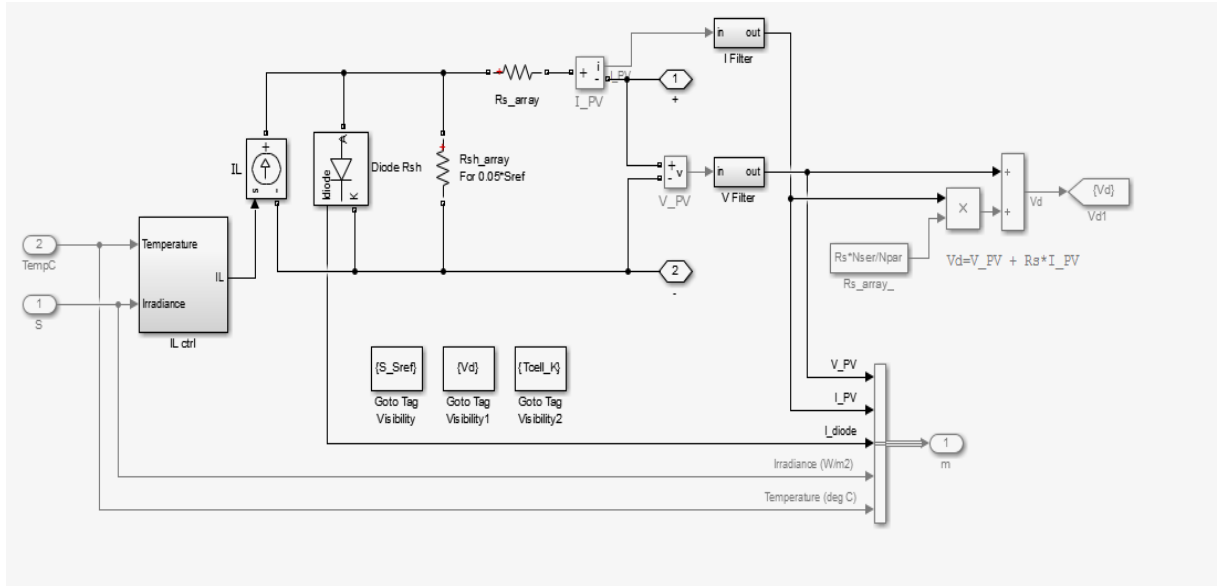 in out
I Filter
+ i
-
I_PV
I_PV
Rs_array
1
+
IL
+
s -
A
Idiode
K
Diode Rsh
Rsh_array
For 0.05*Sref
+
- v
V_PV
in out
V Filter
+
+
Vd
{Vd}
Vd1
×
Rs*Nser/Npar
Rs_array_
Vd=V_PV + Rs*I_PV
2
TempC
1
S
Temperature
IL
Irradiance
IL ctrl
2
-
{S_Sref}
Goto Tag
Visibility
{Vd}
Goto Tag
Visibility1
{Tcell_K}
Goto Tag
Visibility2
V_PV
I_PV
I_diode
Irradiance (W/m2)
Temperature (deg C)
1
m